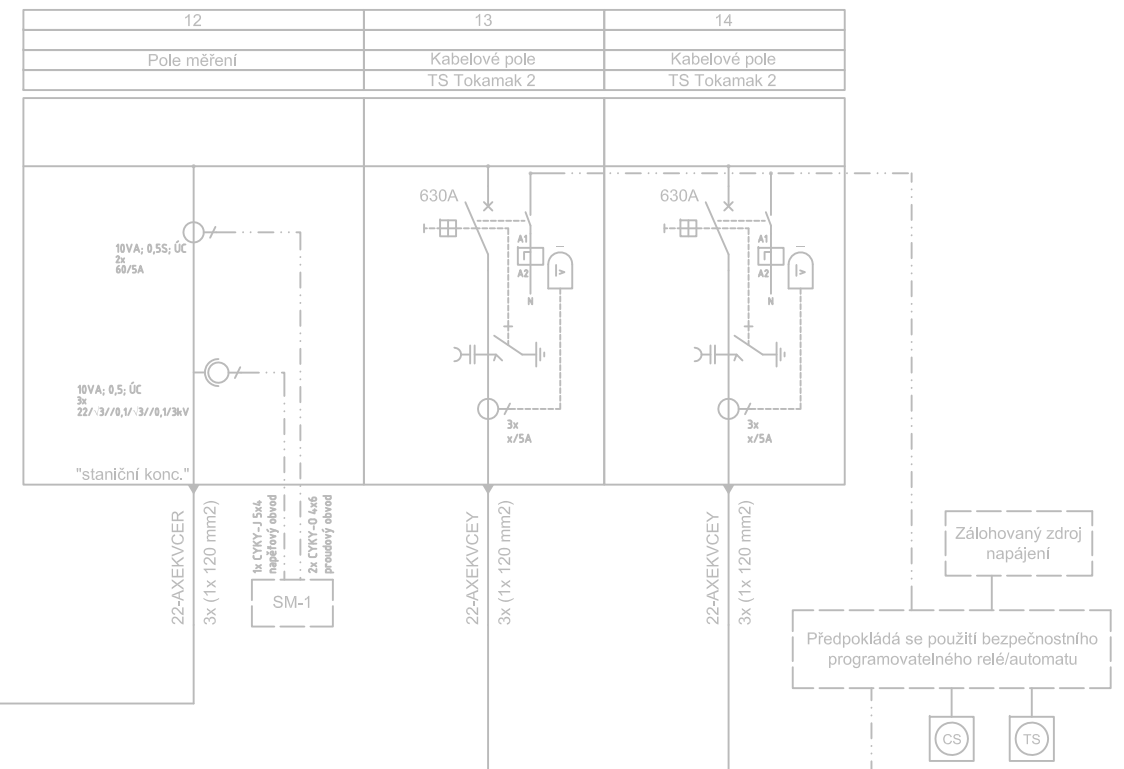 12
13
14
Pole měření
Kabelové pole
Kabelové pole
TS Tokamak 2
TS Tokamak 2
630A
630A
10VA; 0,5S; ÚC
2x
60/5A
A1
A2
I>
N
A1
A2
I>
N
10VA; 0,5; ÚC
3x
22/√3//0,1/√3//0,1/3kV
3x
x/5A
3x
x/5A
"staniční konc."
22-AXEKVCER
3x (1x 120 mm2)
1x CYKY-J 5x4
napěťový obvod
2x CYKY-O 4x6
proudový obvod
SM-1
22-AXEKVCEY
3x (1x 120 mm2)
22-AXEKVCEY
3x (1x 120 mm2)
Zálohovaný zdroj
napájení
Předpokládá se použití bezpečnostního
programovatelného relé/automatu
CS
TS